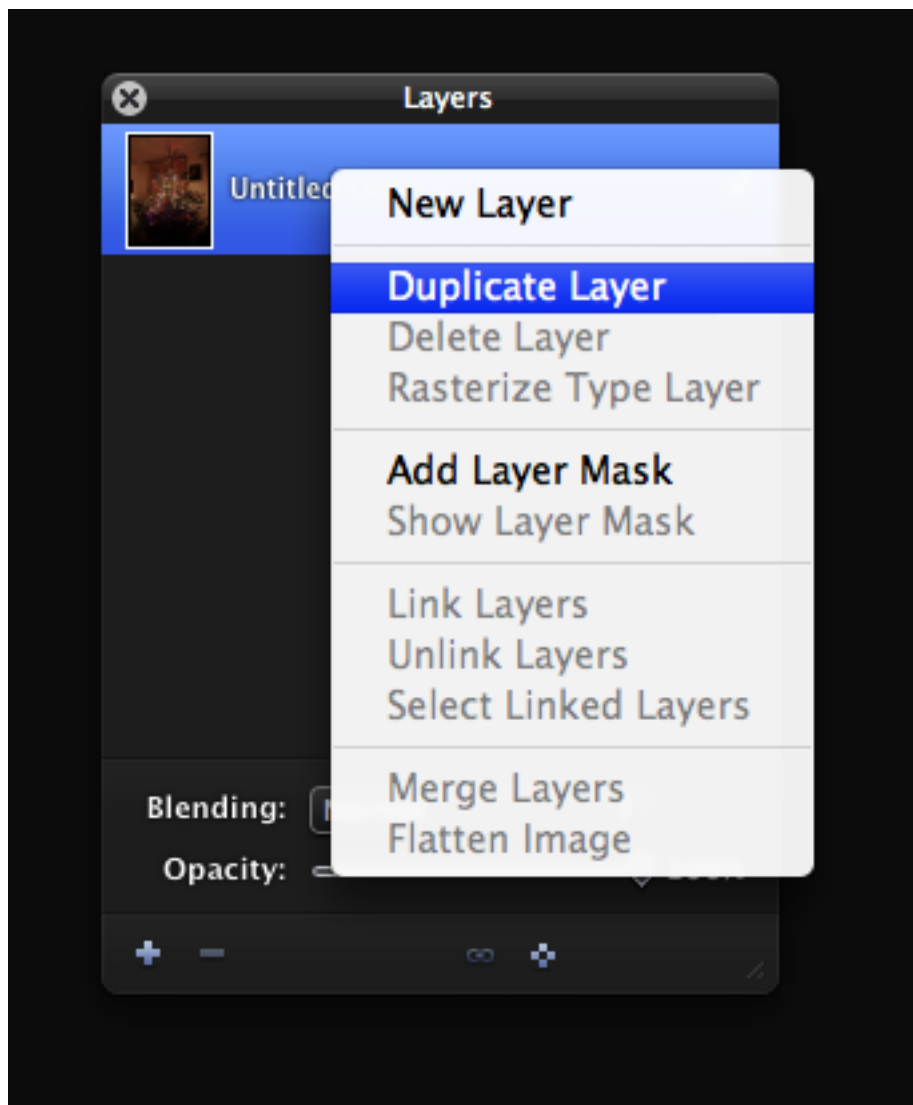 Layers
Untitled
New Layer
Duplicate Layer
Delete Layer
Rasterize Type Layer
Add Layer Mask
Show Layer Mask
Link Layers
Unlink Layers
Select Linked Layers
Merge Layers
Flatten Image
Blending:
Opacity: